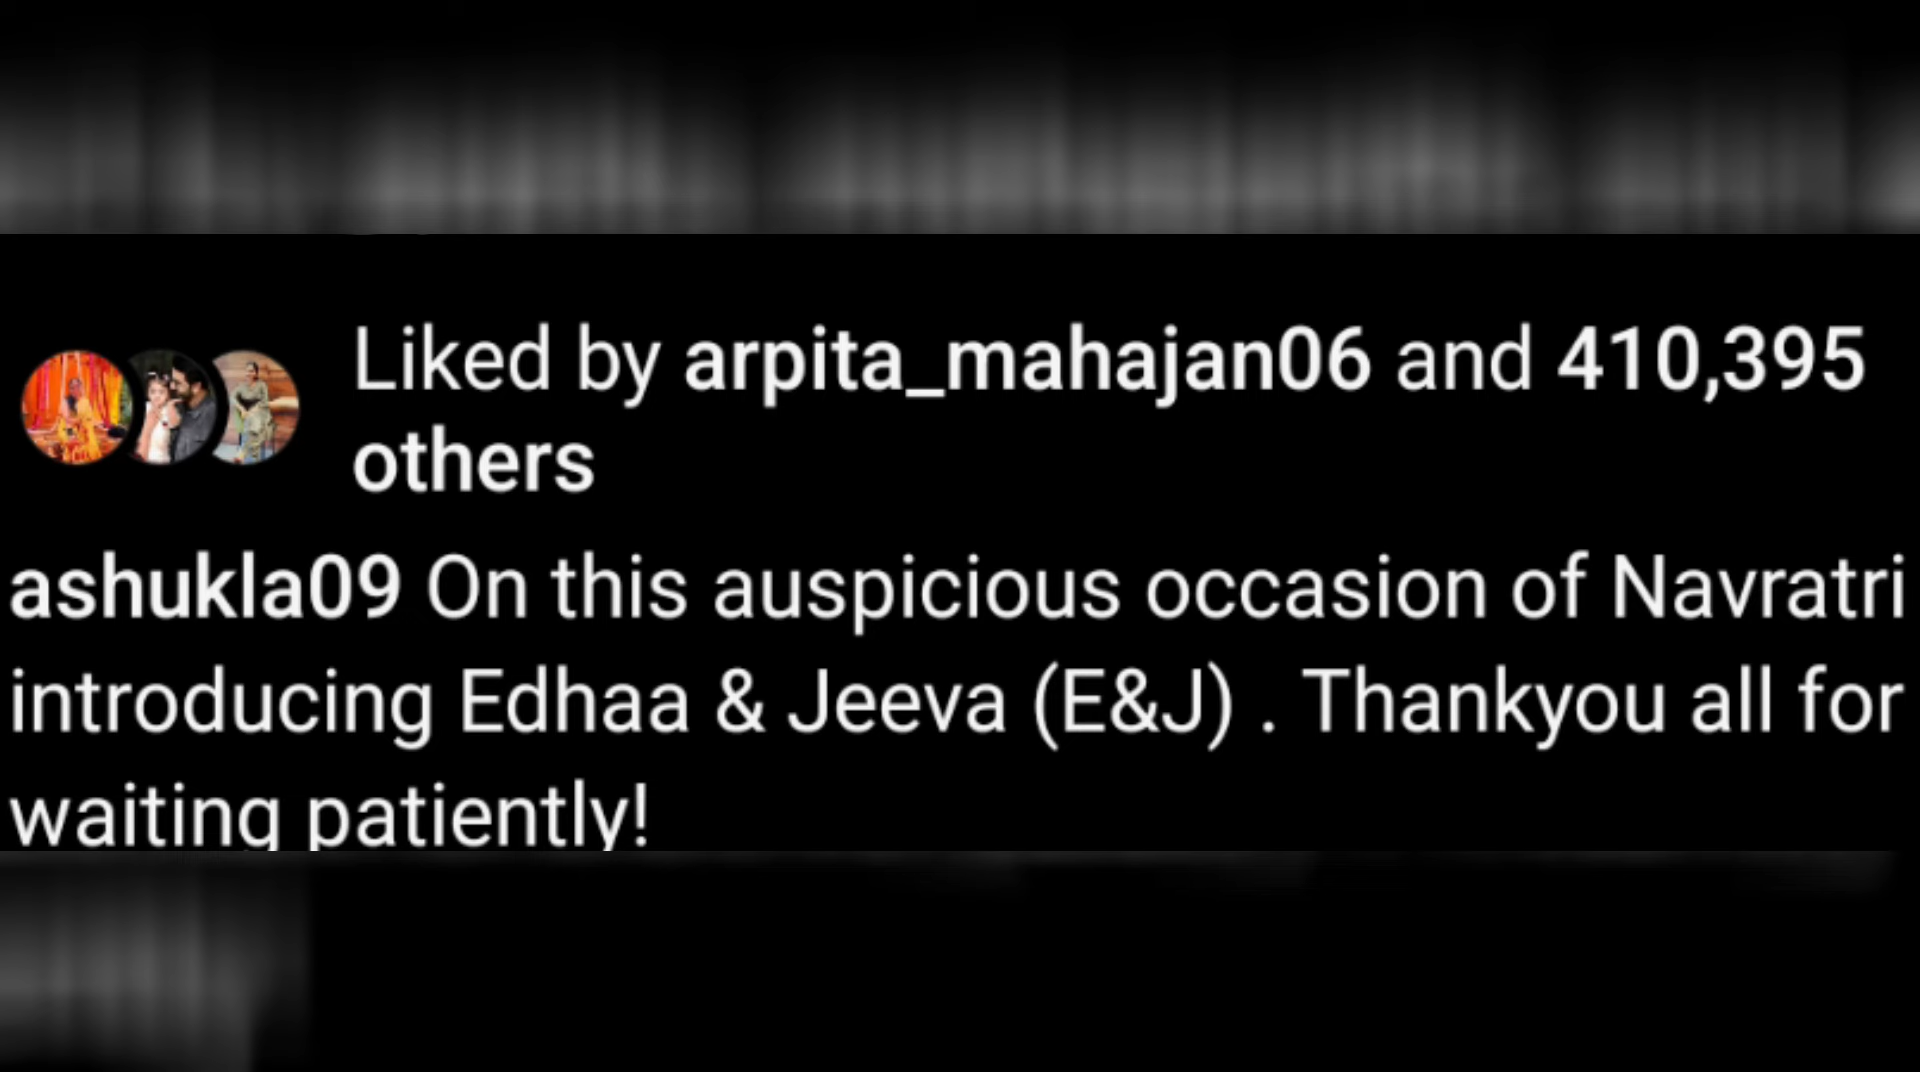 Liked by arpita_mahajan06 and 410,395
others
ashukla09 On this auspicious occasion of Navratri
introducing Edhaa & Jeeva (E&J) . Thankyou all for
waiting patiently!